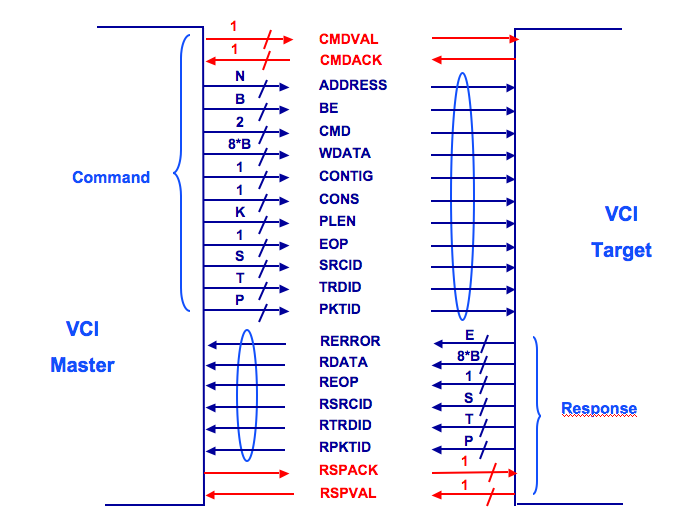 1 CMDVAL
1 CMDACK
N ADDRESS
B BE
2 CMD
8*B WDATA
1 CONTIG
1 CONS
K PLEN
1 EOP
S SRCID
T TRDID
P PKTID
Command
VCI
Target
VCI
Master
RERROR E
RDATA 8*B
REOP 1
RSRCID S
RTRDID T
RPKTID P
RSPACK 1
RSPVAL 1
Response